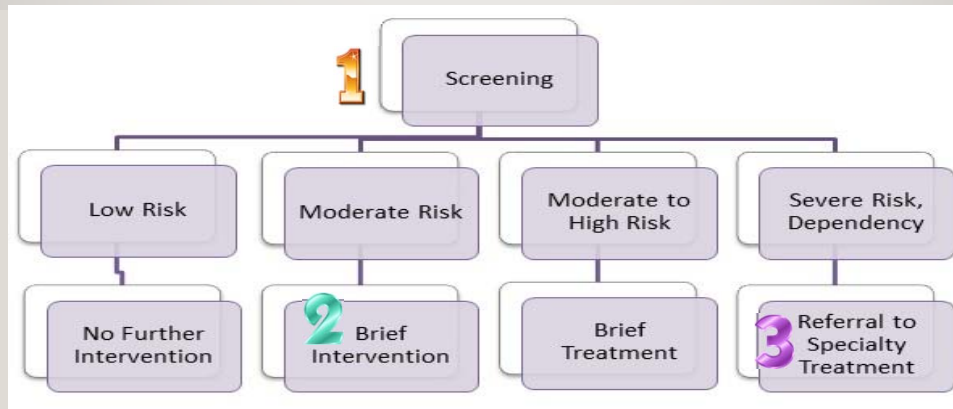 1
Screening
Low Risk
Moderate Risk
Moderate to
High Risk
Severe Risk,
Dependency
No Further
Intervention
2
Brief
Intervention
Brief
Treatment
3
Referral to
Specialty
Treatment